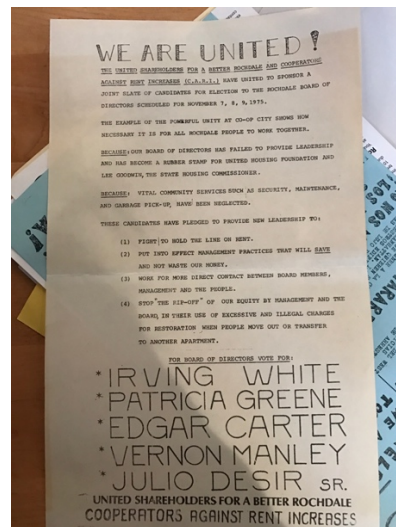 WE ARE UNITED!
THE UNITED SHAREHOLDERS FOR A BETTER ROCHDALE AND COOPERATORS
AGAINST RENT INCREASES (C.A.R.I.) HAVE UNITED TO SPONSOR A
JOINT SLATE OF CANDIDATES FOR ELECTION TO THE ROCHDALE BOARD OF
DIRECTORS SCHEDULED FOR NOVEMBER 7, 8, 9, 1975.
THE EXAMPLE OF THE POWERFUL UNITY AT CO-OP CITY SHOWS HOW
NECESSARY IT IS FOR ALL ROCHDALE PEOPLE TO WORK TOGETHER.
BECAUSE: OUR BOARD OF DIRECTORS HAS FAILED TO PROVIDE LEADERSHIP
AND HAS BECOME A RUBBER STAMP FOR UNITED HOUSING FOUNDATION AND
LEE GOODWIN, THE STATE HOUSING COMMISSIONER.
BECAUSE: VITAL COMMUNITY SERVICES SUCH AS SECURITY, MAINTENANCE,
AND GARBAGE PICK-UP, HAVE BEEN NEGLECTED.
THESE CANDIDATES HAVE PLEDGED TO PROVIDE NEW LEADERSHIP TO:
(1) FIGHT TO HOLD THE LINE ON RENT.
(2) PUT INTO EFFECT MANAGEMENT PRACTICES THAT WILL SAVE
AND NOT WASTE OUR MONEY.
(3) WORK FOR MORE DIRECT CONTACT BETWEEN BOARD MEMBERS,
MANAGEMENT AND THE PEOPLE.
(4) STOP "THE RIP-OFF" OF OUR EQUITY BY MANAGEMENT AND THE
BOARD, IN THEIR USE OF EXCESSIVE AND ILLEGAL CHARGES
FOR RESTORATION WHEN PEOPLE MOVE OUT OR TRANSFER
TO ANOTHER APARTMENT.
FOR BOARD OF DIRECTORS VOTE FOR:
*IRVING WHITE
*PATRICIA GREENE
*EDGAR CARTER
*VERNON MANLEY
*JULIO DESIR SR.
UNITED SHAREHOLDERS FOR A BETTER ROCHDALE
COOPERATORS AGAINST RENT INCREASES